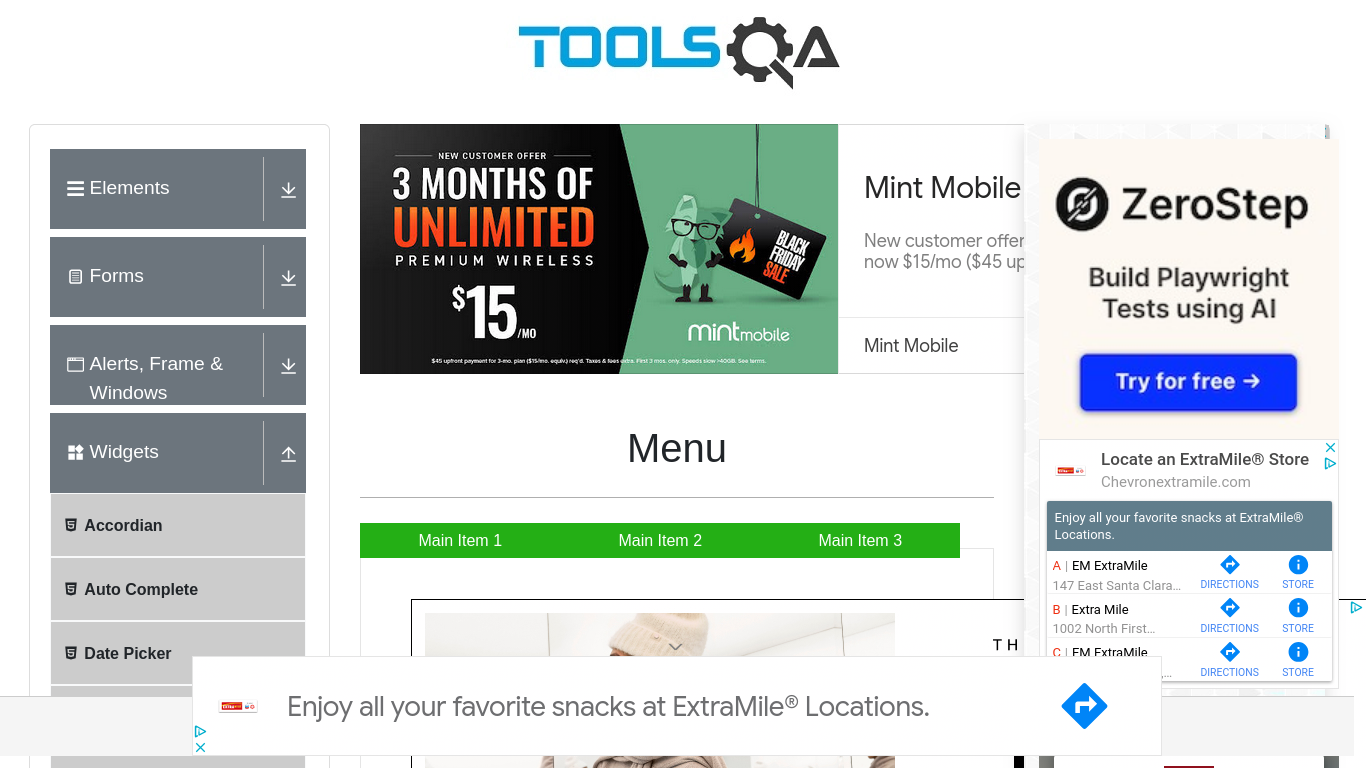 TOOLSQA
Elements
Forms
Alerts, Frame &
Windows
Widgets
Accordian
Auto Complete
Date Picker
NEW CUSTOMER OFFER
3 MONTHS OF
UNLIMITED
PREMIUM WIRELESS
$15/MO
BLACK
FRIDAY
SALE
mintmobile
$45 upfront payment for 3-mo. plan ($15/mo. equiv.) req'd. Taxes & fees extra. First 3 mos. only. Speeds slow >40GB. See terms.
Mint Mobile
New customer offer
now $15/mo ($45 up
Mint Mobile
Menu
Main Item 1
Main Item 2
Main Item 3
TH
ZeroStep
Build Playwright
Tests using AI
Try for free →
Locate an ExtraMile® Store
Chevronextramile.com
Enjoy all your favorite snacks at ExtraMile®
Locations.
A | EM ExtraMile
147 East Santa Clara...
DIRECTIONS
STORE
B | Extra Mile
1002 North First...
DIRECTIONS
STORE
C | EM ExtraMile
DIRECTIONS
STORE
Enjoy all your favorite snacks at ExtraMile® Locations.